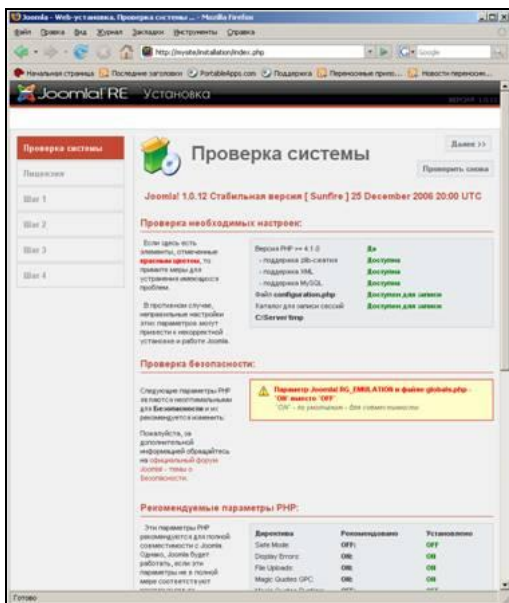 Joomla - Web-установка. Проверка системы ... - Mozilla Firefox
Файл Правка Вид Журнал Закладки Инструменты Справка
http://mysite/installation/index.php
Google
Начальная страница Последние заголовки PortableApps.com Поддержка Переносимые прило... Новости переносим...
Joomla! RE Установка
Проверка системы
Лицензия
Шаг 1
Шаг 2
Шаг 3
Шаг 4
Проверка системы
Далее >>
Проверить снова
Joomla! 1.0.12 Стабильная версия [ Sunfire ] 25 December 2006 20:00 UTC
Проверка необходимых настроек:
Если здесь есть
элементы, отмеченные
красным цветом, то
примите меры для
устранения имеющихся
проблем.
В противном случае,
неправильные настройки
этих параметров могут
привести к некорректной
установке и работе Joomla.
Версия PHP >= 4.1.0 Да
- поддержка zlib-сжатия Доступна
- поддержка XML Доступна
- поддержка MySQL Доступна
Файл configuration.php Доступен для записи
Каталог для записи сессий Доступен для записи
C:\Server\tmp
Проверка безопасности:
Следующие параметры PHP
являются неоптимальными
для Безопасности и их
рекомендуется изменить:
Пожалуйста, за
дополнительной
информацией обращайтесь
на официальный форум
Joomla! - темы о
Безопасности.
Параметр Joomla! RG_EMULATION в файле globals.php -
'ON' вместо 'OFF'
'ON' - по умолчанию - для совместимости
Рекомендуемые параметры PHP:
Эти параметры PHP
рекомендуются для полной
совместимости с Joomla.
Однако, Joomla будет
работать, если эти
параметры не в полной
мере соответствуют
Директива Рекомендовано Установлено
Safe Mode: OFF: OFF
Display Errors: ON: ON
File Uploads: ON: ON
Magic Quotes GPC: ON: ON
Готово